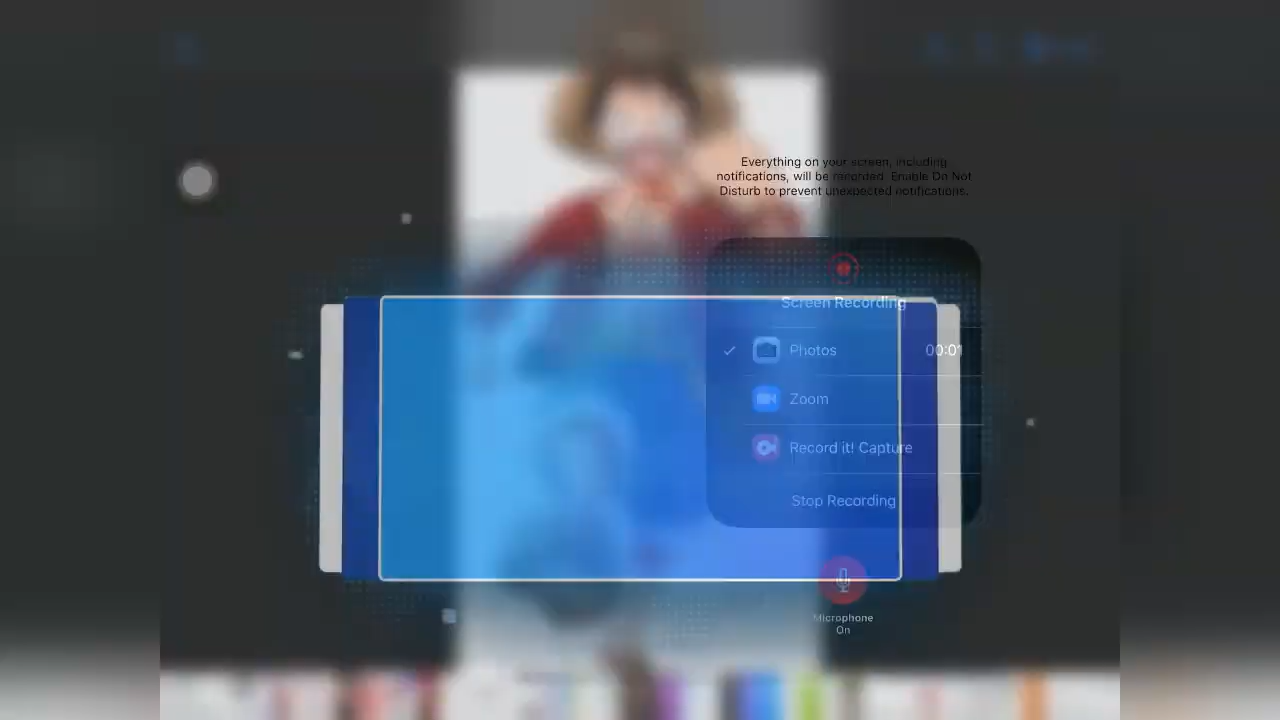 Everything on your screen, including
notifications, will be recorded. Enable Do Not
Disturb to prevent unexpected notifications.
Screen Recording
Photos
00:01
Zoom
Record it! Capture
Stop Recording
Microphone
On